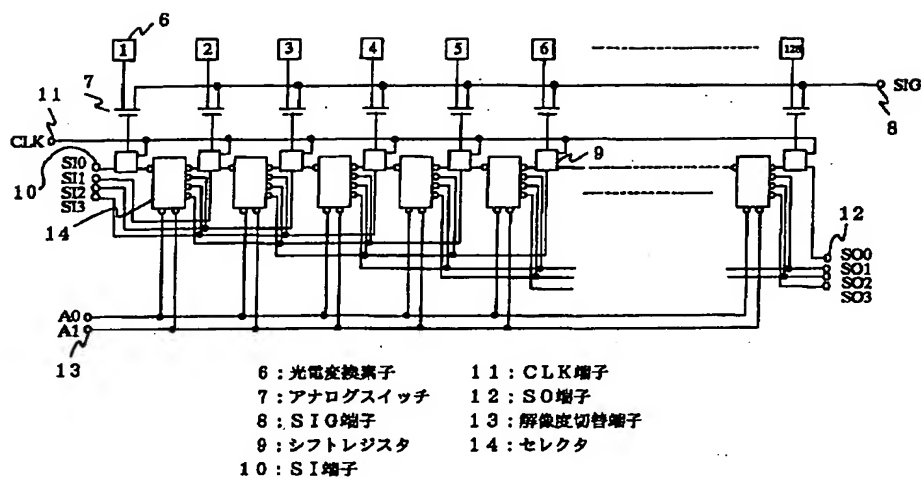 6
1 2 3 4 5 6 128
7
SIG
8
11
CLK
10
SI0
SI1
SI2
SI3
9
14
12
SO0
SO1
SO2
SO3
A0
A1
13
6:光電変換素子 11:CLK端子
7:アナログスイッチ 12:SO端子
8:SIG端子 13:解像度切替端子
9:シフトレジスタ 14:セレクタ
10:SI端子